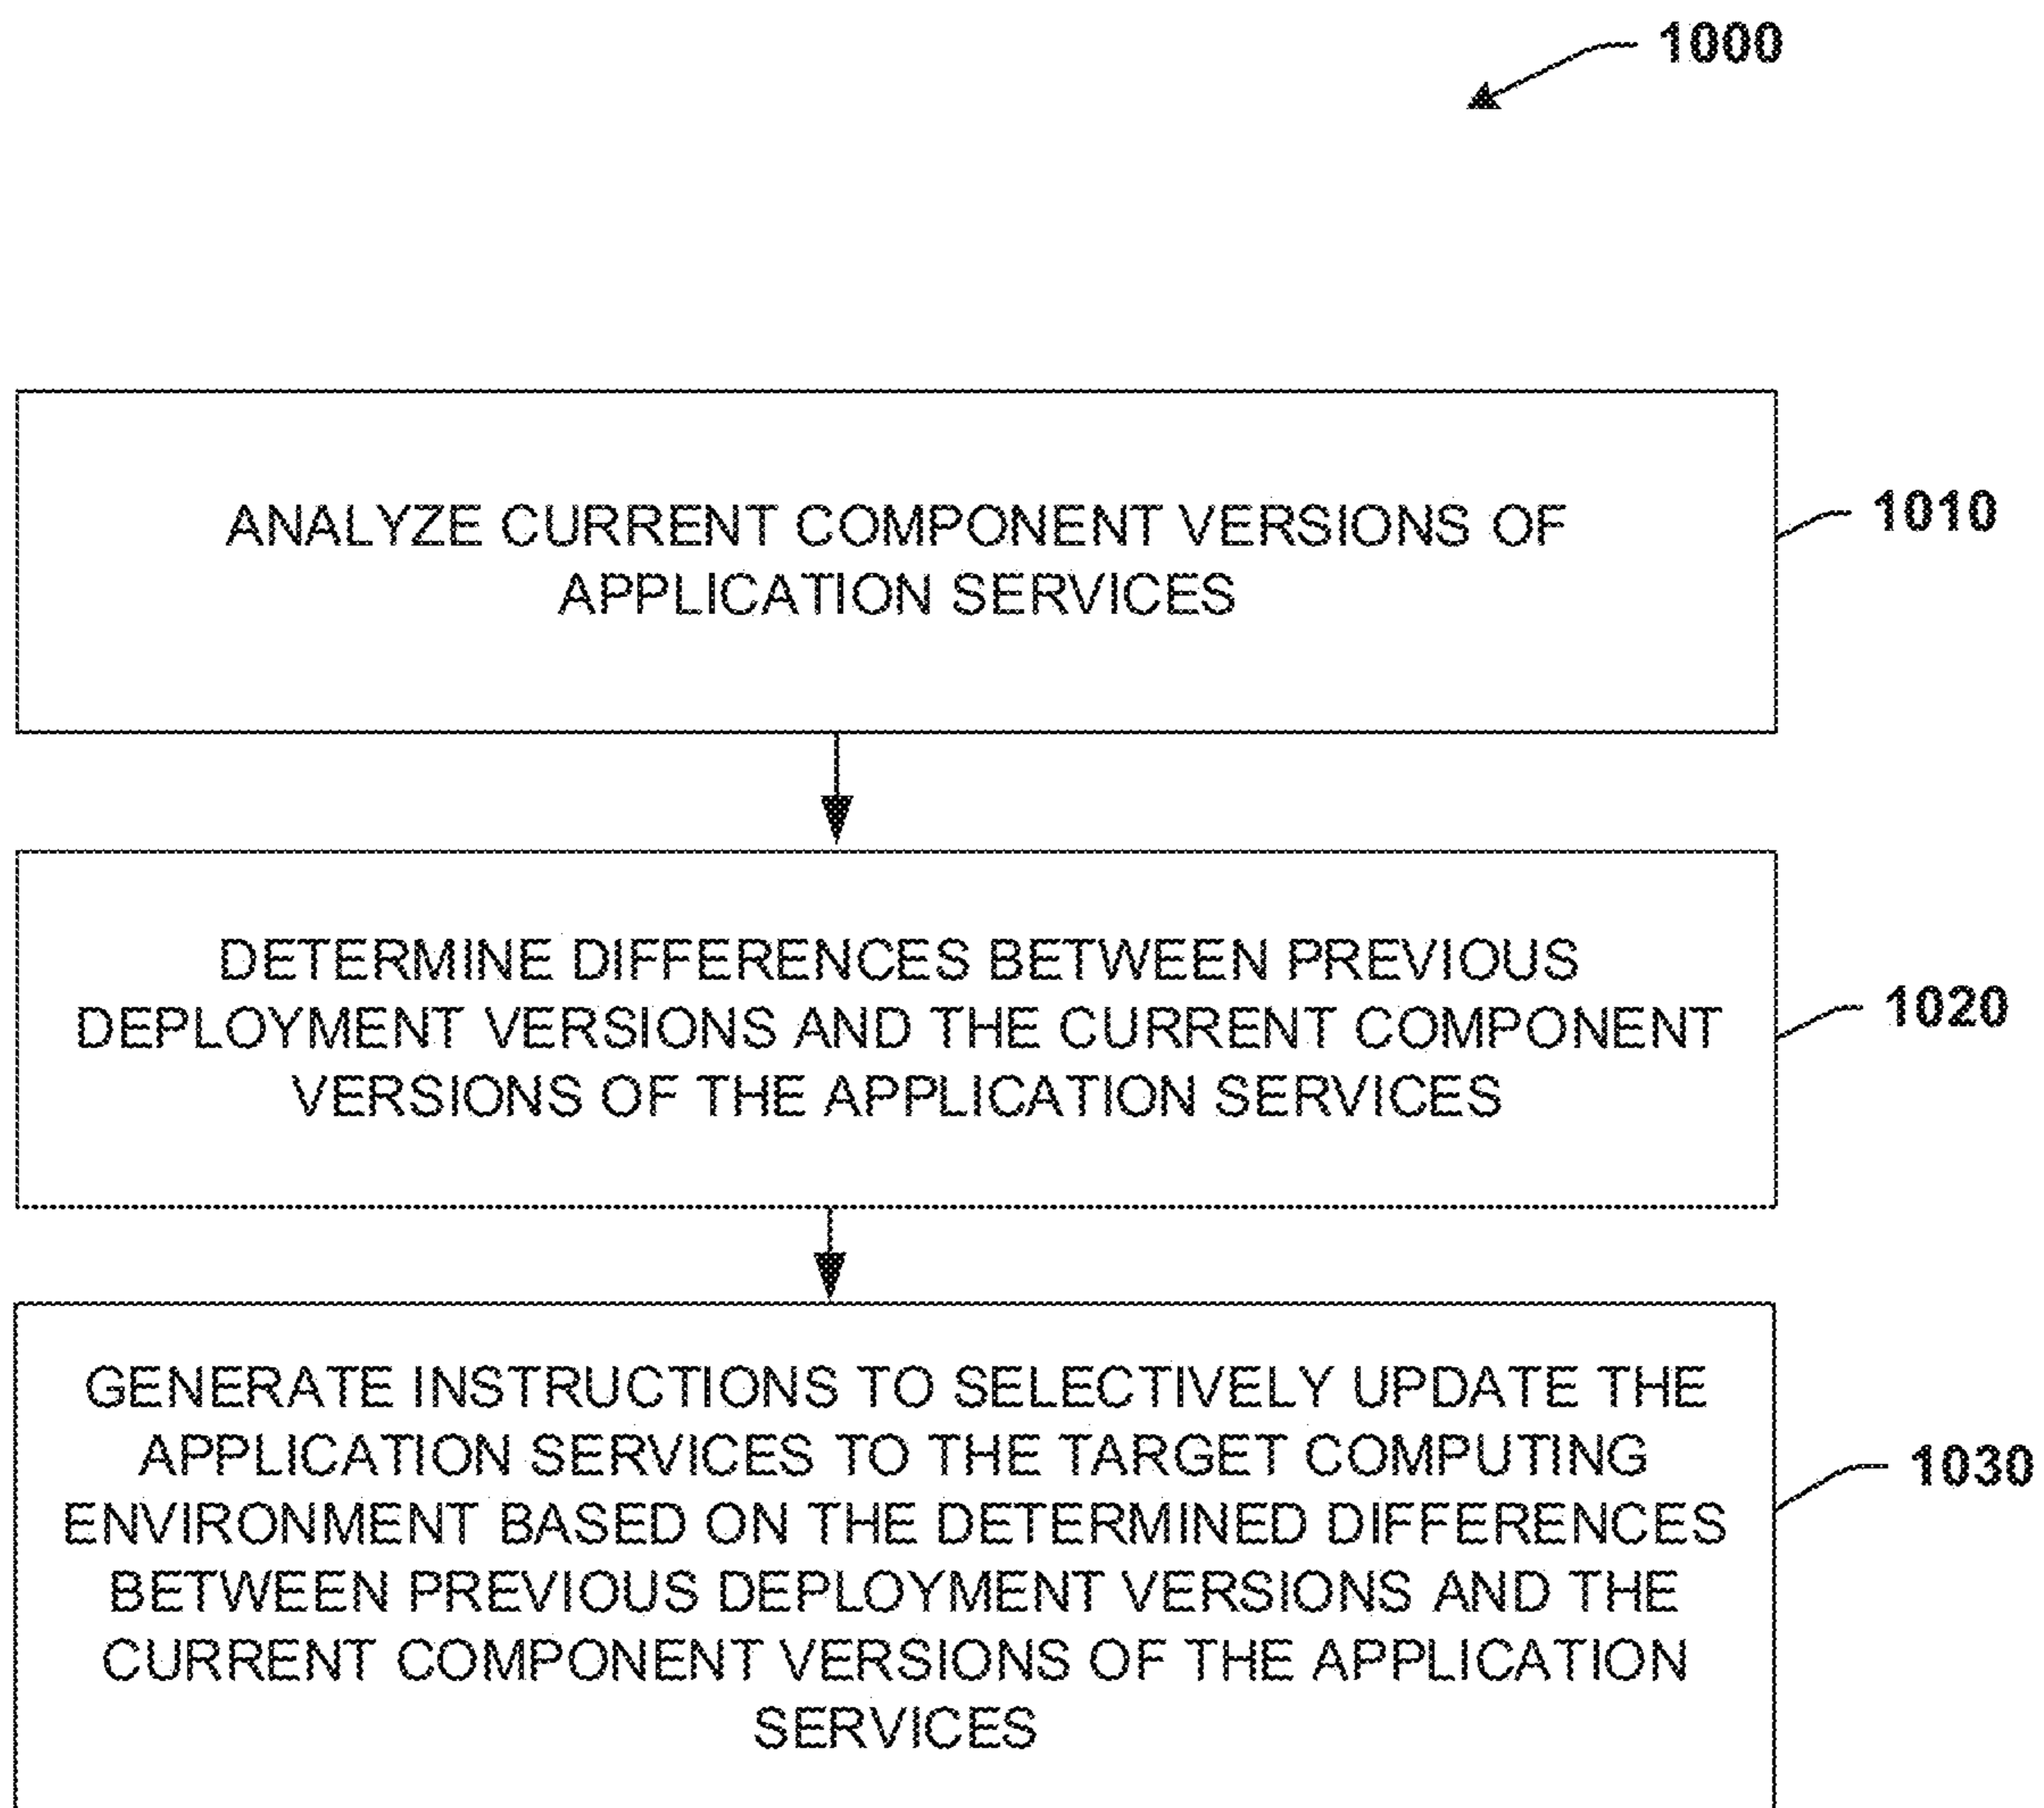 1000
ANALYZE CURRENT COMPONENT VERSIONS OF
APPLICATION SERVICES
1010
DETERMINE DIFFERENCES BETWEEN PREVIOUS
DEPLOYMENT VERSIONS AND THE CURRENT COMPONENT
VERSIONS OF THE APPLICATION SERVICES
1020
GENERATE INSTRUCTIONS TO SELECTIVELY UPDATE THE
APPLICATION SERVICES TO THE TARGET COMPUTING
ENVIRONMENT BASED ON THE DETERMINED DIFFERENCES
BETWEEN PREVIOUS DEPLOYMENT VERSIONS AND THE
CURRENT COMPONENT VERSIONS OF THE APPLICATION
SERVICES
1030